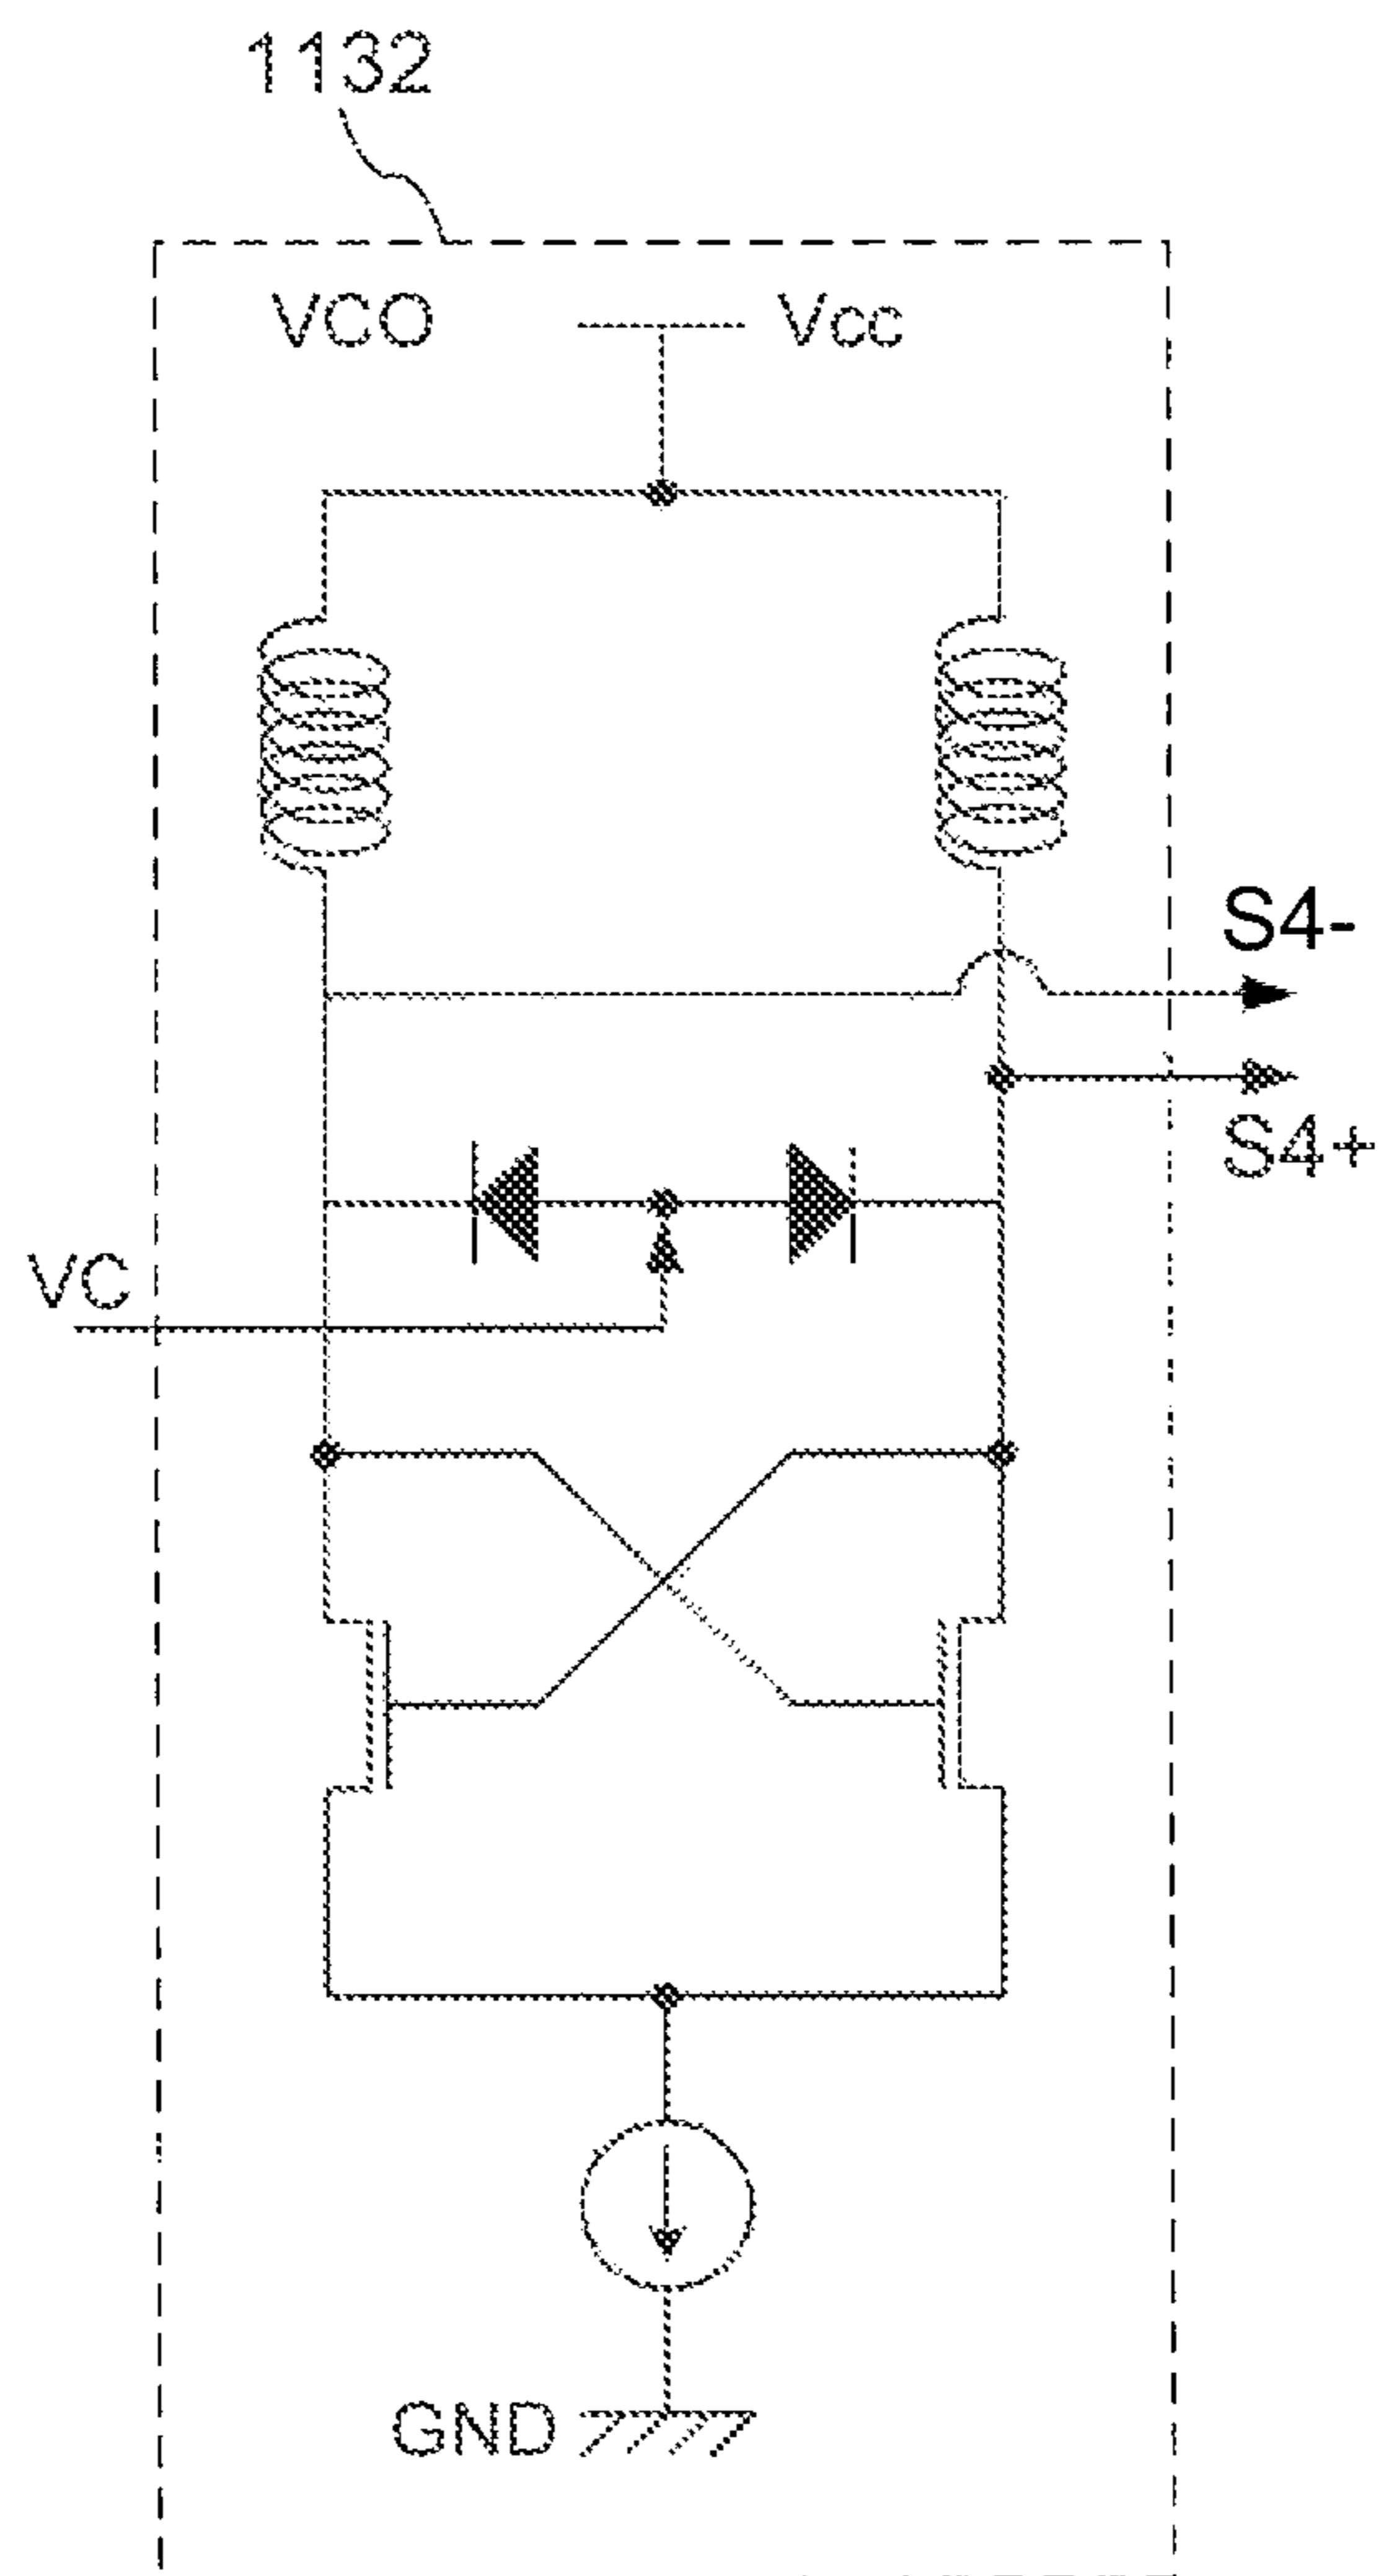 1132
VCO
Vcc
S4-
S4+
VC
GND